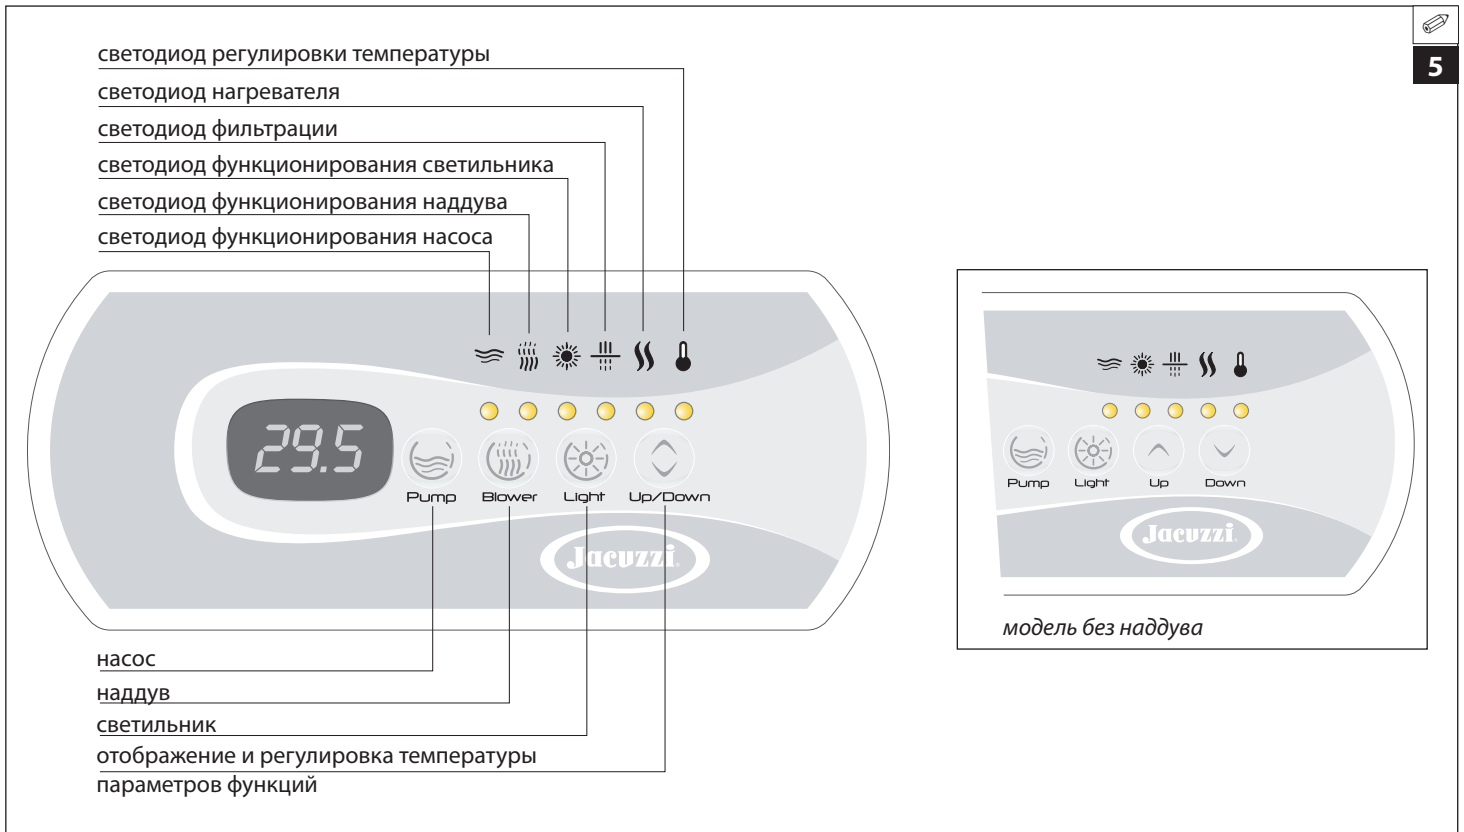 5
светодиод регулировки температуры
светодиод нагревателя
светодиод фильтрации
светодиод функционирования светильника
светодиод функционирования наддува
светодиод функционирования насоса
29.5
Pump Blower Light Up/Down
Jacuzzi
насос
наддув
светильник
отображение и регулировка температуры
параметров функций
Pump Light Up Down
Jacuzzi
модель без наддува